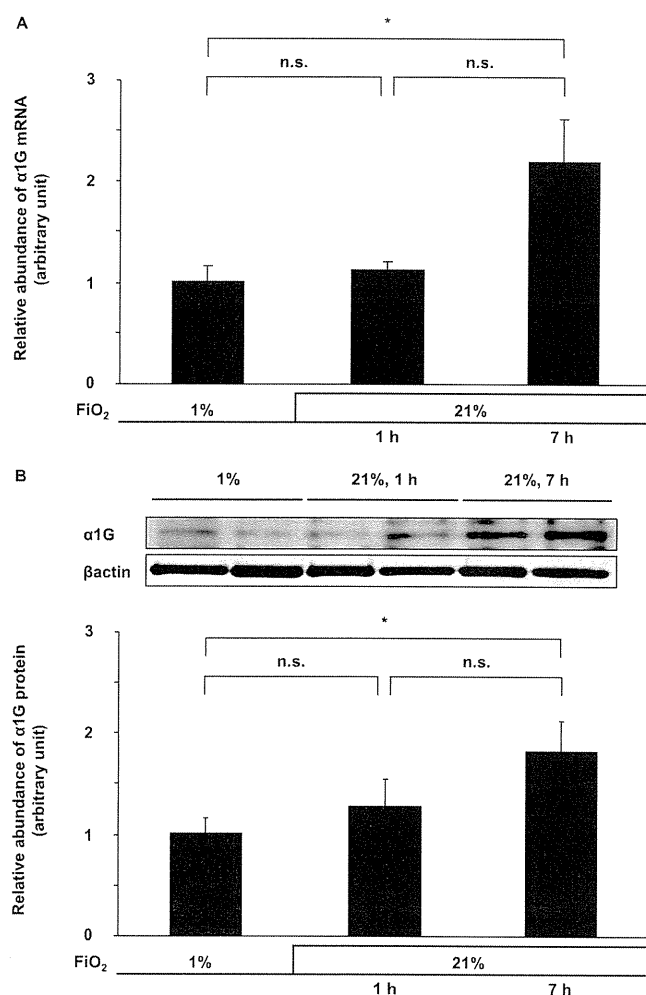 A
*
n.s. n.s.
3
2
1
0
Relative abundance of α1G mRNA
(arbitrary unit)
FiO2 1% 21%
1 h 7 h
B
1% 21%, 1 h 21%, 7 h
α1G
βactin
*
n.s. n.s.
3
2
1
0
Relative abundance of α1G protein
(arbitrary unit)
FiO2 1% 21%
1 h 7 h